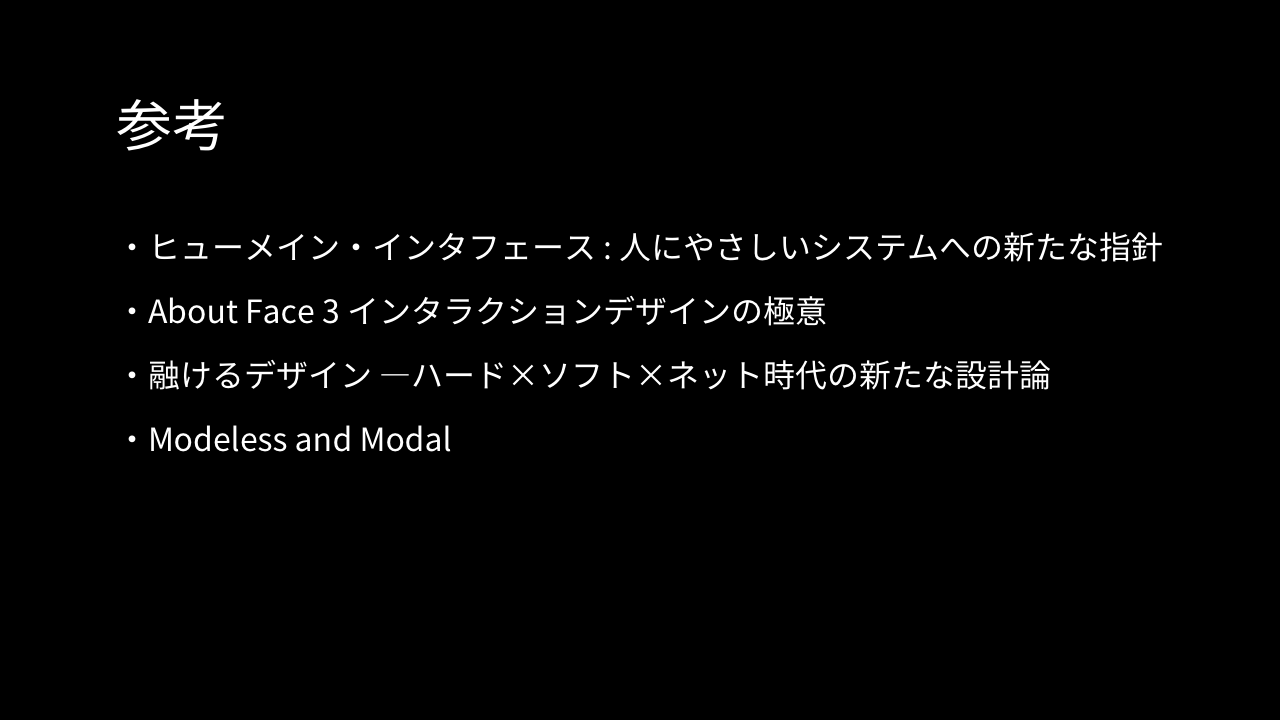 参考
・ヒューメイン・インタフェース : 人にやさしいシステムへの新たな指針
・About Face 3 インタラクションデザインの極意
・融けるデザイン ―ハード×ソフト×ネット時代の新たな設計論
・Modeless and Modal